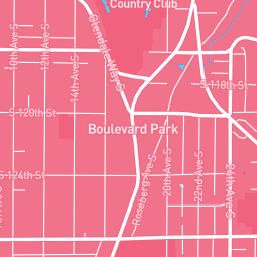 Country Club
10th Ave S
12th Ave S
14th Ave S
Glendale Way S
S 118th St
S 120th St
Boulevard Park
S 124th St
Roseberg Ave S
20th Ave S
22nd Ave S
24th Ave S